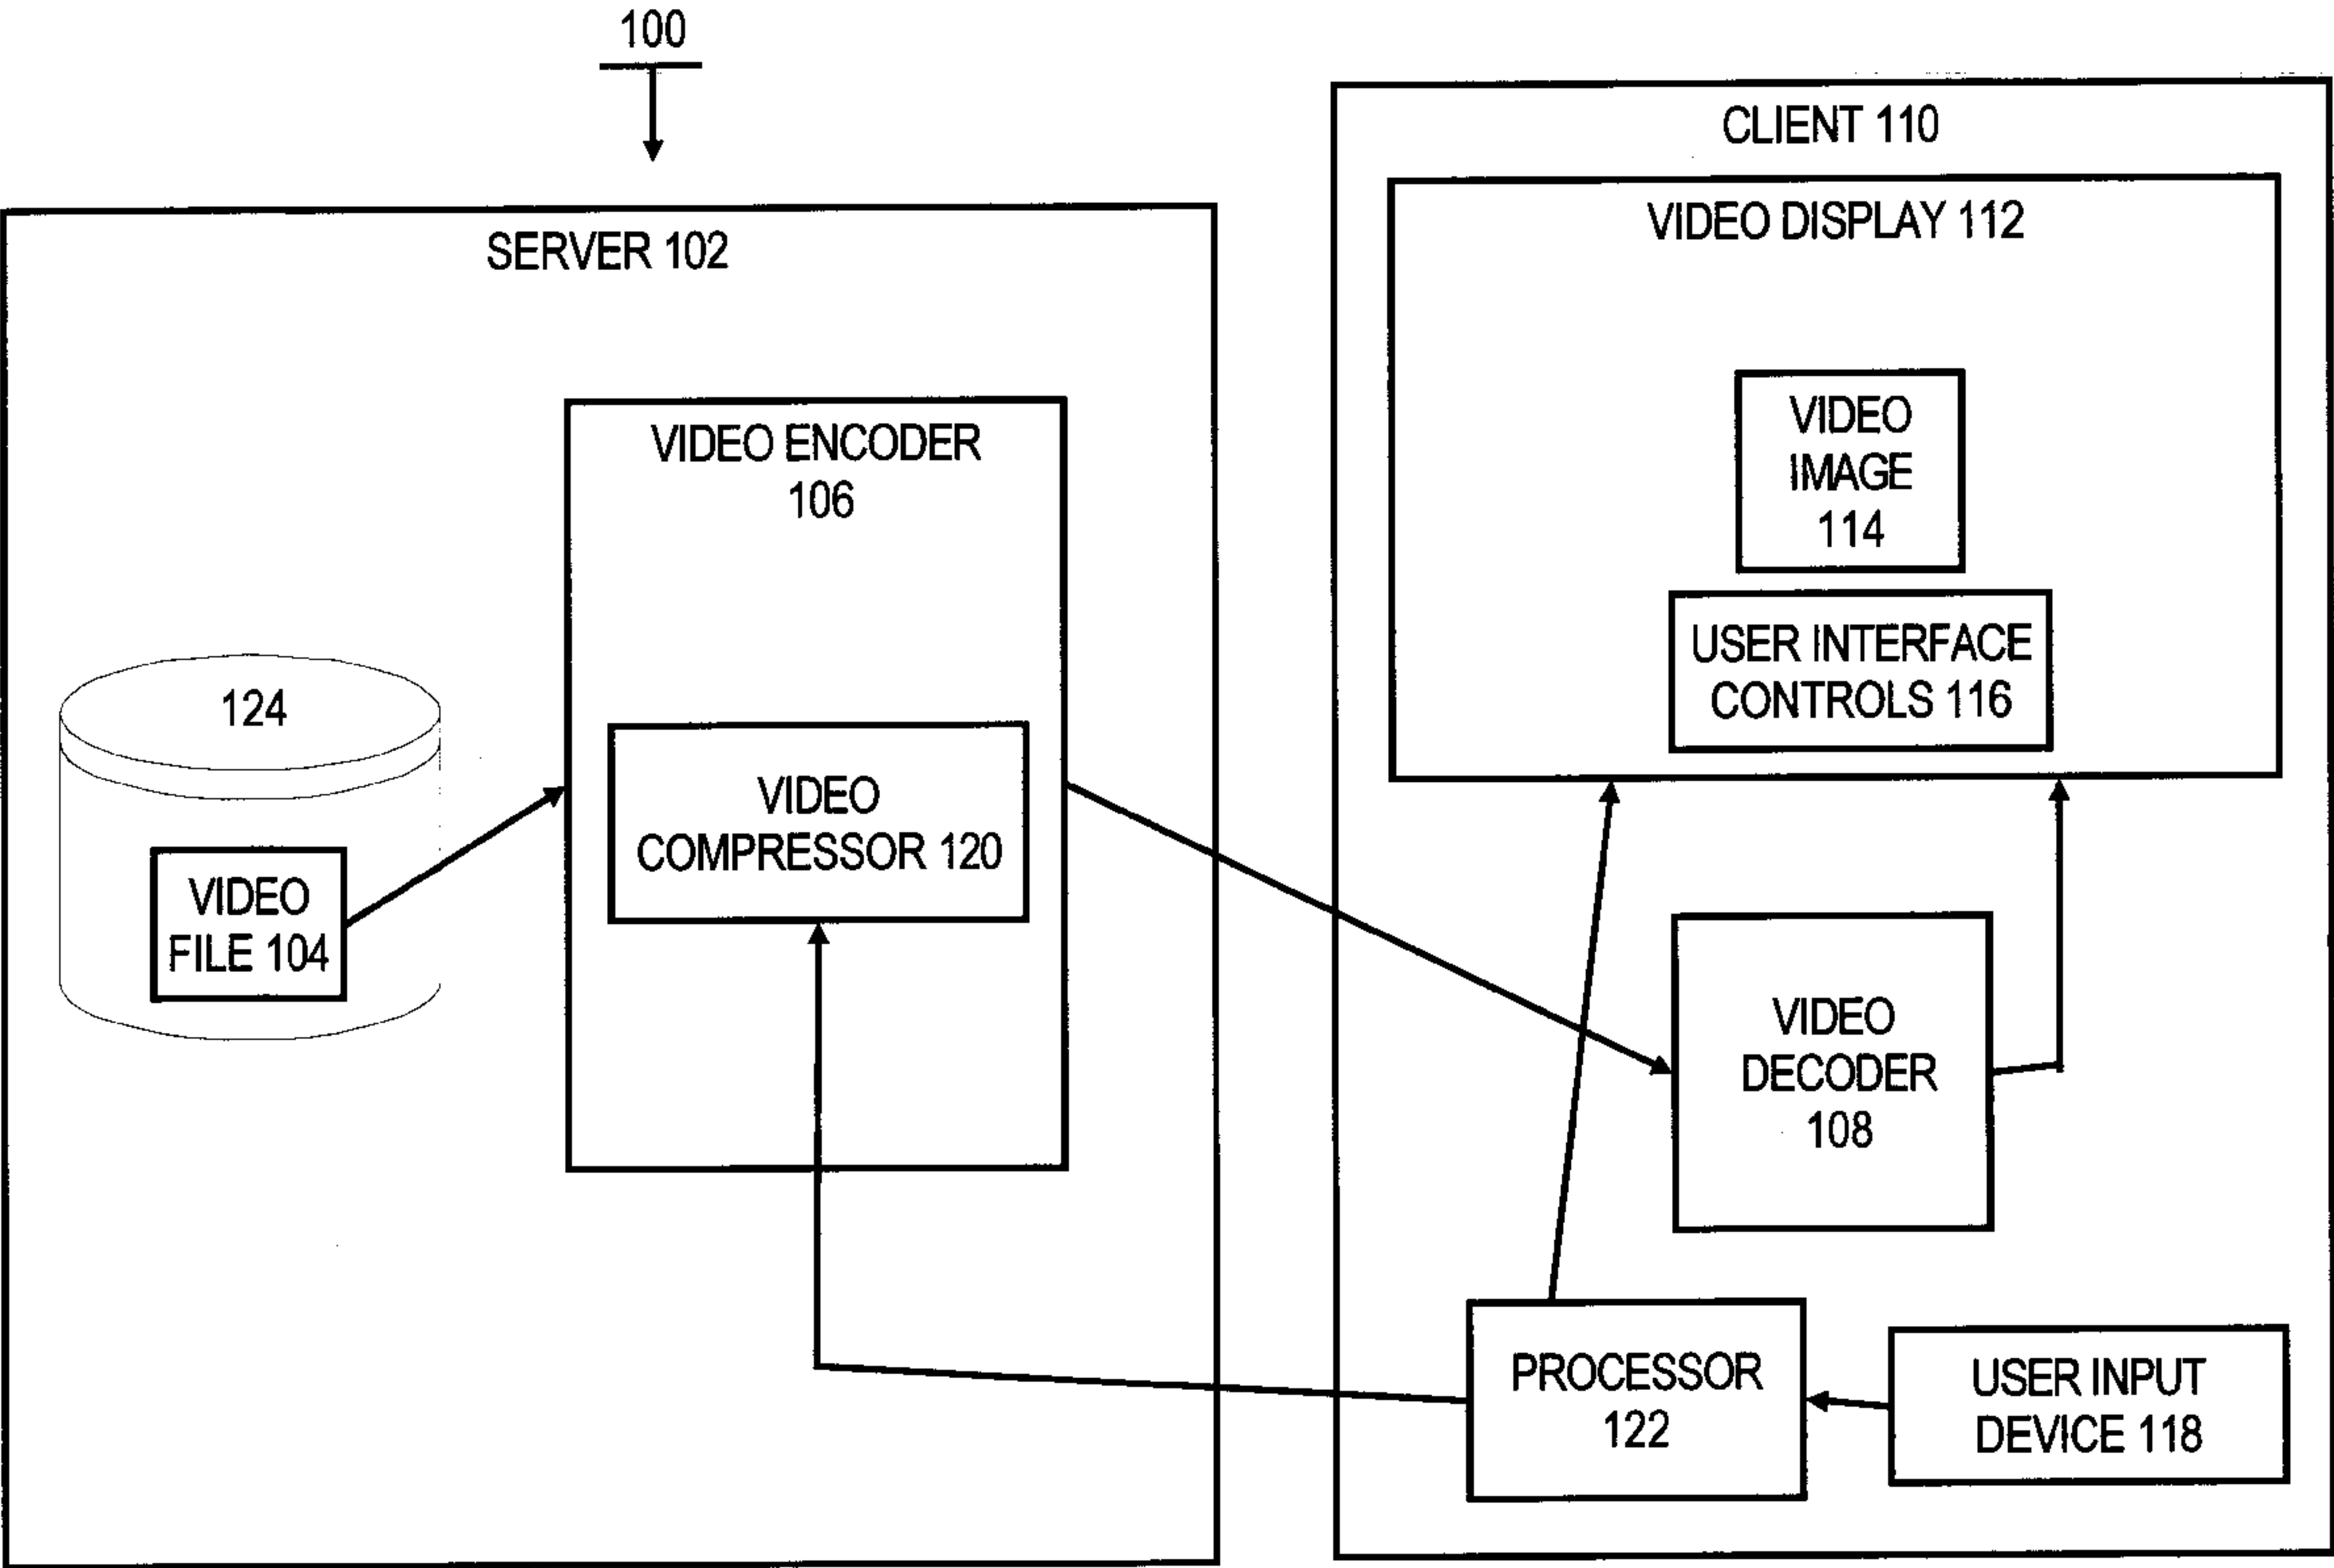 100
SERVER 102
VIDEO ENCODER
106
124
VIDEO
COMPRESSOR 120
VIDEO
FILE 104
CLIENT 110
VIDEO DISPLAY 112
VIDEO
IMAGE
114
USER INTERFACE
CONTROLS 116
VIDEO
DECODER
108
PROCESSOR
122
USER INPUT
DEVICE 118